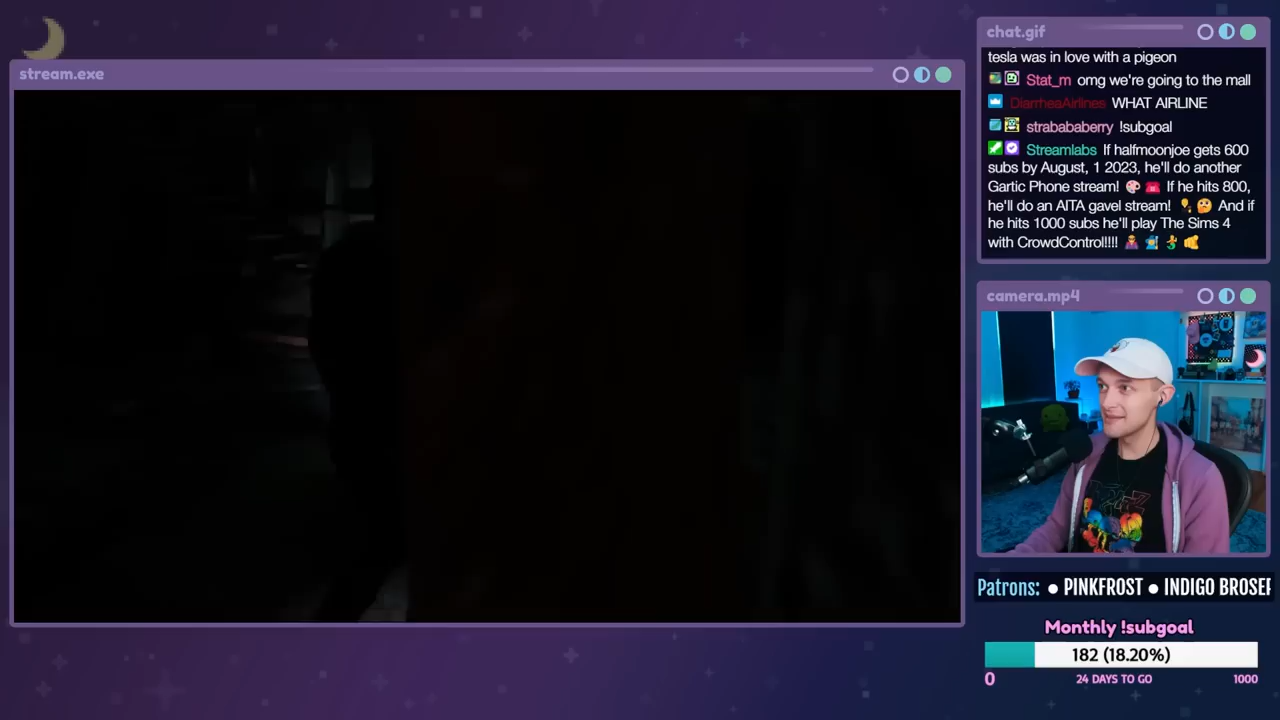 stream.exe
chat.gif
tesla was in love with a pigeon
Stat_m omg we're going to the mall
DiarrheaAirlines WHAT AIRLINE
strabababerry !subgoal
Streamlabs If halfmoonjoe gets 600
subs by August, 1 2023, he'll do another
Gartic Phone stream! If he hits 800,
he'll do an AITA gavel stream! And if
he hits 1000 subs he'll play The Sims 4
with CrowdControl!!!!
camera.mp4
Patrons: ● PINKFROST ● INDIGO BROSEF
Monthly !subgoal
182 (18.20%)
0 24 DAYS TO GO 1000